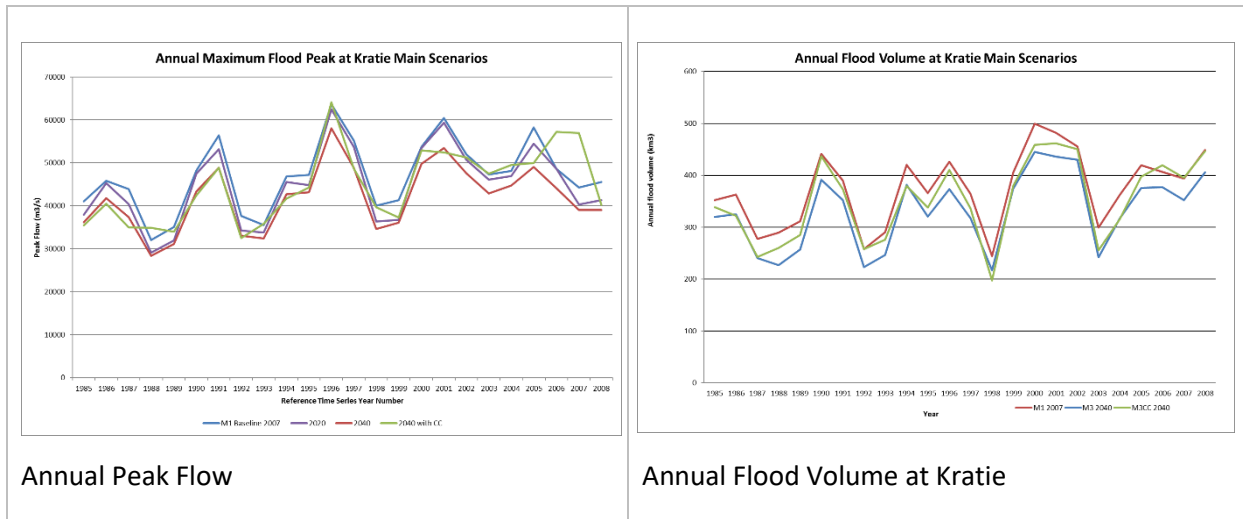 Annual Maximum Flood Peak at Kratie Main Scenarios
70000
60000
50000
40000
30000
20000
10000
0
Peak Flow (m3/s)
1985 1986 1987 1988 1989 1990 1991 1992 1993 1994 1995 1996 1997 1998 1999 2000 2001 2002 2003 2004 2005 2006 2007 2008
Reference Time Series Year Number
M1 Baseline 2007 2020 2040 2040 with CC
Annual Peak Flow
Annual Flood Volume at Kratie Main Scenarios
600
500
400
300
200
100
0
Annual flood volume (km3)
1985 1986 1987 1988 1989 1990 1991 1992 1993 1994 1995 1996 1997 1998 1999 2000 2001 2002 2003 2004 2005 2006 2007 2008
Year
M1 2007 M3 2040 M3CC 2040
Annual Flood Volume at Kratie